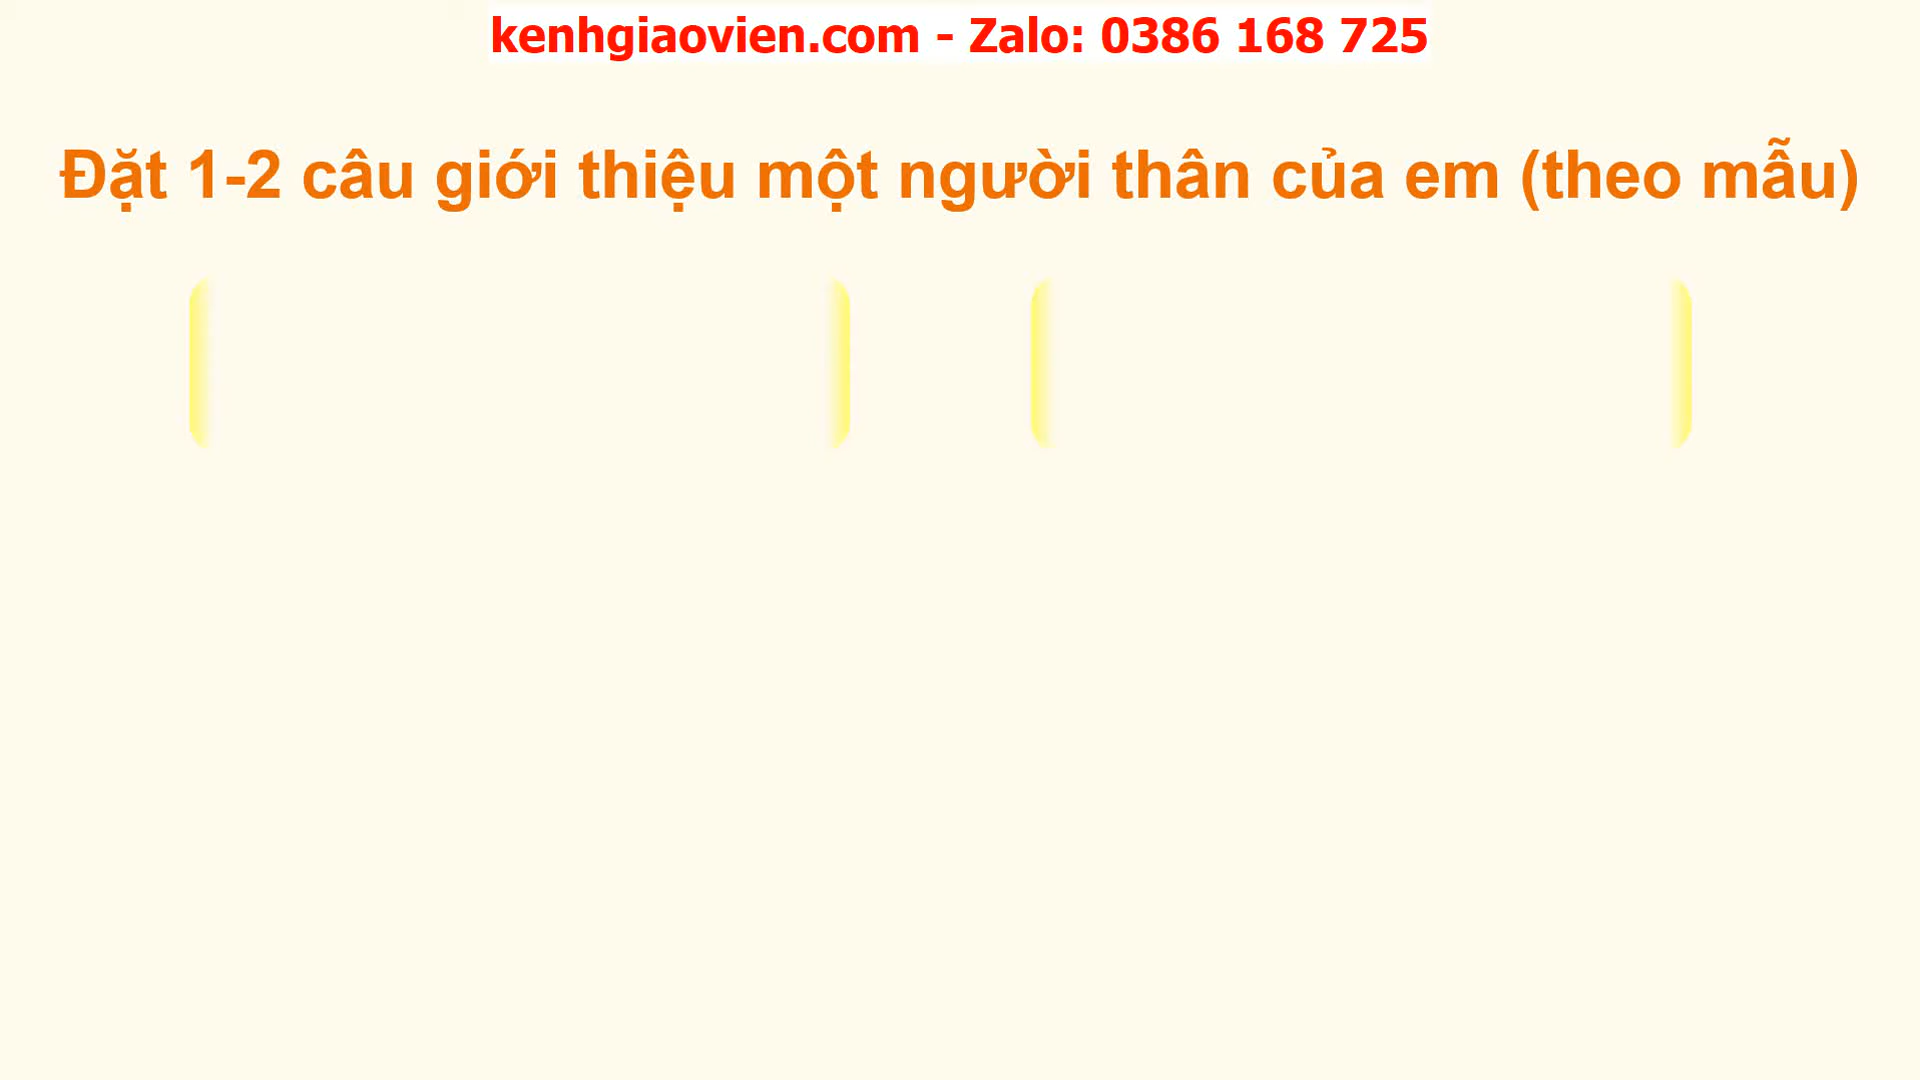 kenhgiaovien.com - Zalo: 0386 168 725
Đặt 1-2 câu giới thiệu một người thân của em (theo mẫu)